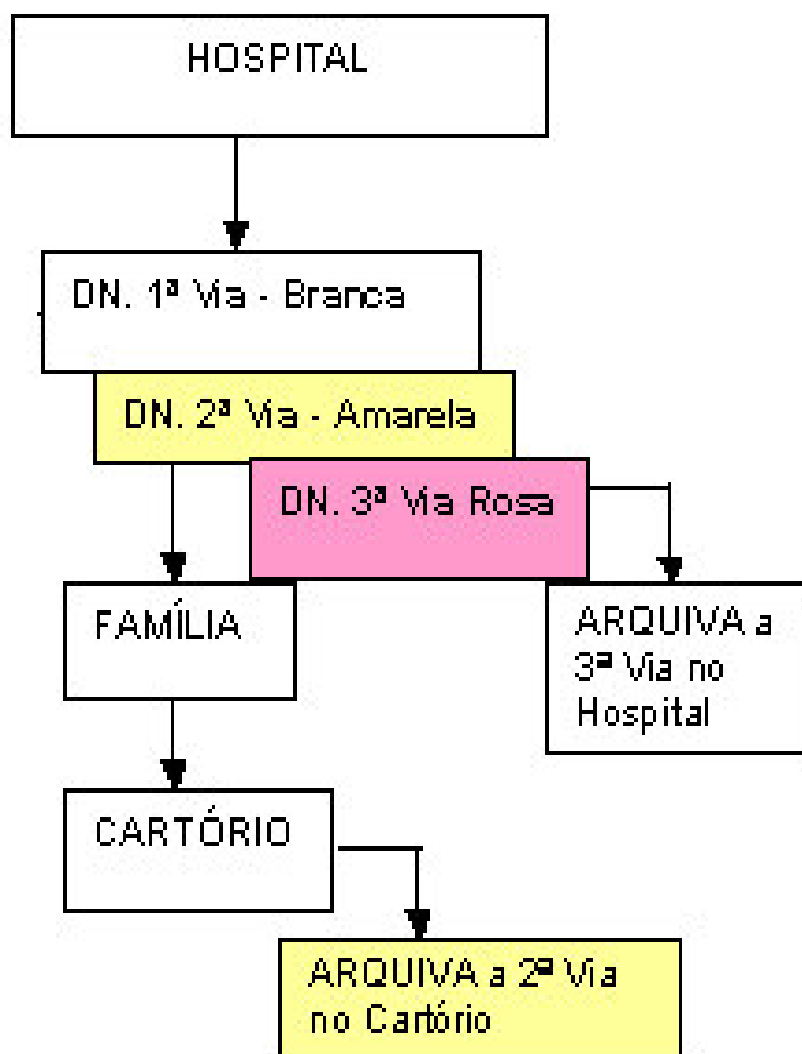 HOSPITAL
DN. 1ª Via - Branca
DN. 2ª Via - Amarela
DN. 3ª Via Rosa
FAMÍLIA
ARQUIVA a
3ª Via no
Hospital
CARTÓRIO
ARQUIVA a 2ª Via
no Cartório